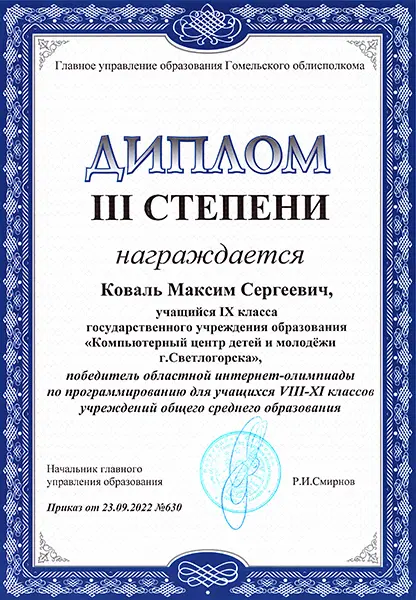 Главное управление образования Гомельского облисполкома
ДИПЛОМ
III СТЕПЕНИ
награждается
Коваль Максим Сергеевич,
учащийся IX класса
государственного учреждения образования
«Компьютерный центр детей и молодёжи
г.Светлогорска»,
победитель областной интернет-олимпиады
по программированию для учащихся VIII-XI классов
учреждений общего среднего образования
Начальник главного
управления образования
Р.И.Смирнов
Приказ от 23.09.2022 №630